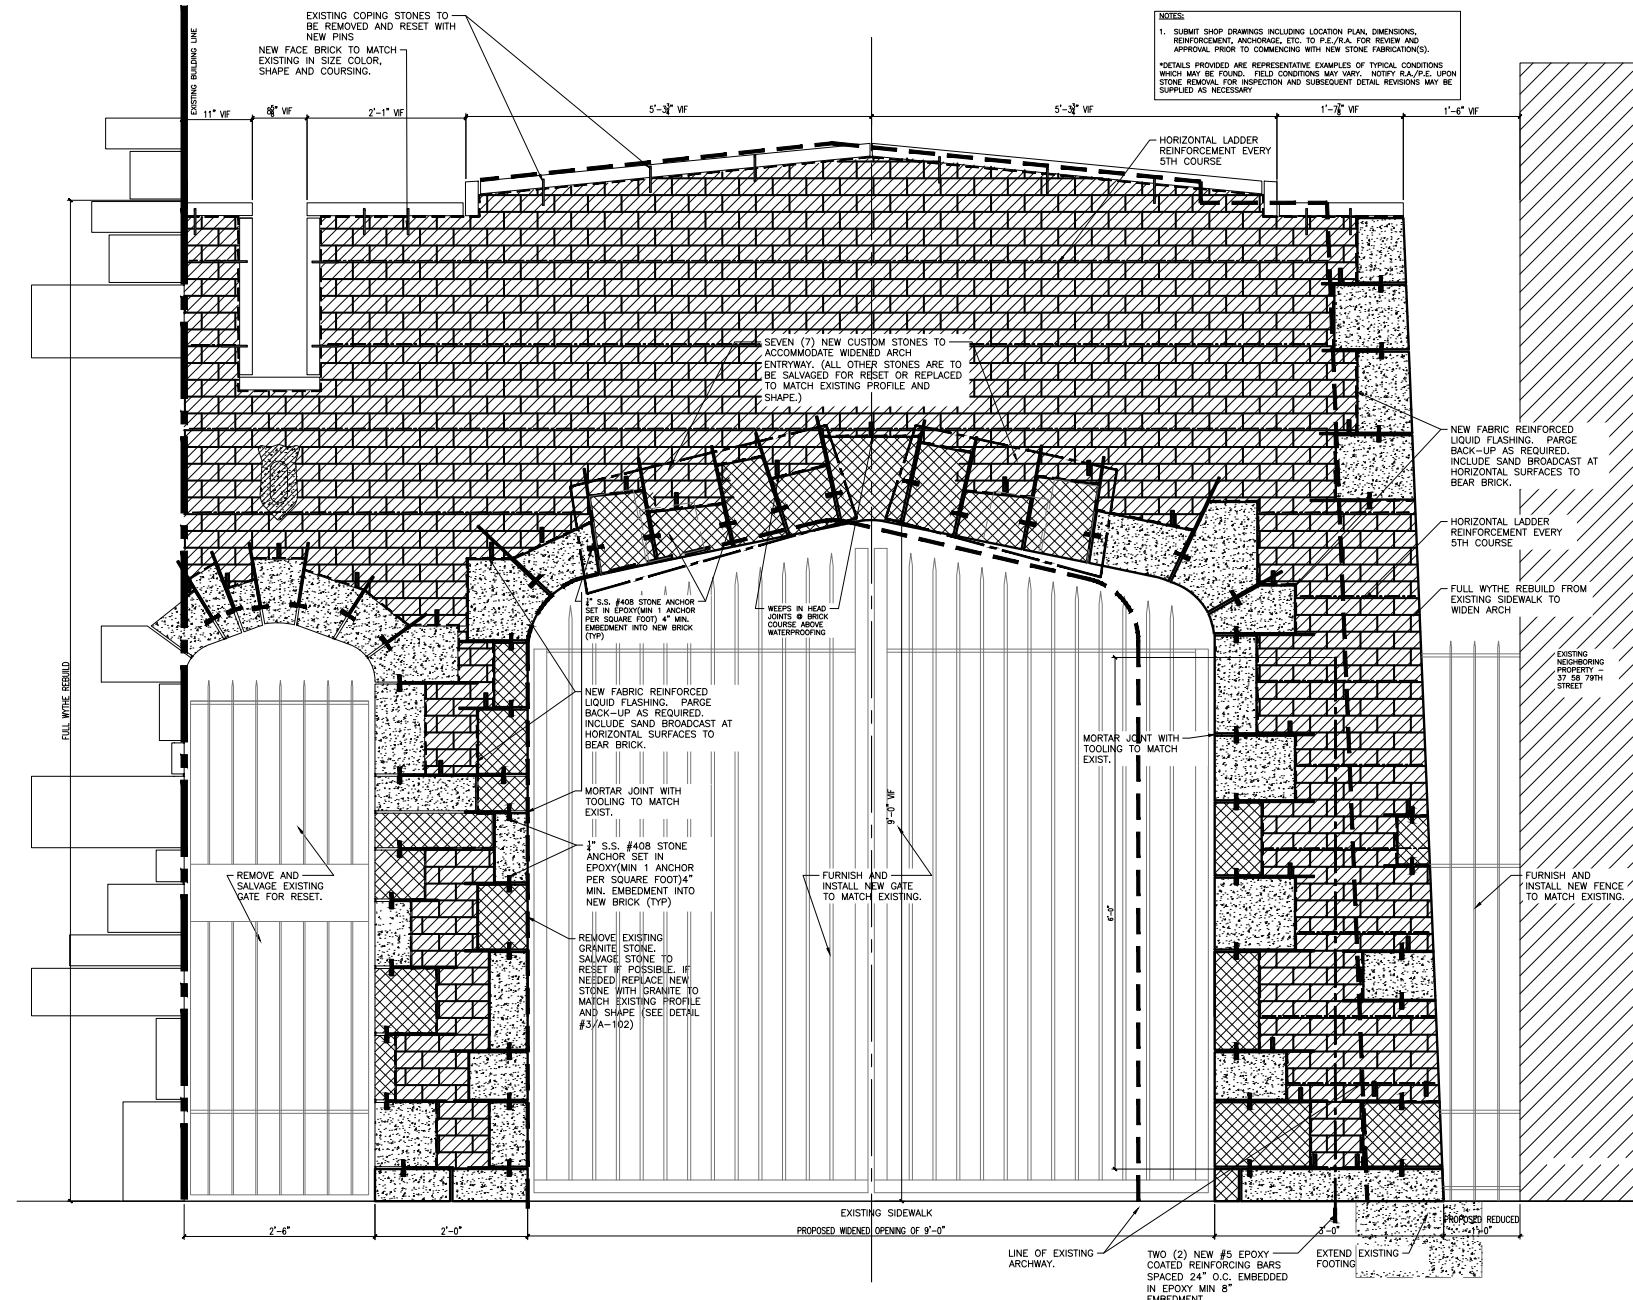 EXISTING COPING STONES TO
BE REMOVED AND RESET WITH
NEW PINS
NEW FACE BRICK TO MATCH
EXISTING IN SIZE COLOR,
SHAPE AND COURSING.
EXISTING BUILDING LINE
NOTES:
1. SUBMIT SHOP DRAWINGS INCLUDING LOCATION PLAN, DIMENSIONS,
REINFORCEMENT, ANCHORAGE, ETC. TO P.E./R.A. FOR REVIEW AND
APPROVAL PRIOR TO COMMENCING WITH NEW STONE FABRICATION(S).
*DETAILS PROVIDED ARE REPRESENTATIVE EXAMPLES OF TYPICAL CONDITIONS
WHICH MAY BE FOUND. FIELD CONDITIONS MAY VARY. NOTIFY R.A./P.E. UPON
STONE REMOVAL FOR INSPECTION AND SUBSEQUENT DETAIL REVISIONS MAY BE
SUPPLIED AS NECESSARY
11" VIF
8⅝" VIF
2'-1" VIF
5'-3¾" VIF
5'-3¾" VIF
1'-7⅞" VIF
1'-6" VIF
HORIZONTAL LADDER
REINFORCEMENT EVERY
5TH COURSE
SEVEN (7) NEW CUSTOM STONES TO
ACCOMMODATE WIDENED ARCH
ENTRYWAY. (ALL OTHER STONES ARE TO
BE SALVAGED FOR RESET OR REPLACED
TO MATCH EXISTING PROFILE AND
SHAPE.)
NEW FABRIC REINFORCED
LIQUID FLASHING. PARGE
BACK-UP AS REQUIRED.
INCLUDE SAND BROADCAST AT
HORIZONTAL SURFACES TO
BEAR BRICK.
HORIZONTAL LADDER
REINFORCEMENT EVERY
5TH COURSE
FULL WYTHE REBUILD FROM
EXISTING SIDEWALK TO
WIDEN ARCH
¼" S.S. #408 STONE ANCHOR
SET IN EPOXY(MIN 1 ANCHOR
PER SQUARE FOOT) 4" MIN.
EMBEDMENT INTO NEW BRICK
(TYP)
WEEPS IN HEAD
JOINTS @ BRICK
COURSE ABOVE
WATERPROOFING
EXISTING
NEIGHBORING
PROPERTY -
37 58 79TH
STREET
FULL WYTHE REBUILD
NEW FABRIC REINFORCED
LIQUID FLASHING. PARGE
BACK-UP AS REQUIRED.
INCLUDE SAND BROADCAST AT
HORIZONTAL SURFACES TO
BEAR BRICK.
MORTAR JOINT WITH
TOOLING TO MATCH
EXIST.
MORTAR JOINT WITH
TOOLING TO MATCH
EXIST.
9'-0" VIF
¼" S.S. #408 STONE
ANCHOR SET IN
EPOXY(MIN 1 ANCHOR
PER SQUARE FOOT)4"
MIN. EMBEDMENT INTO
NEW BRICK (TYP)
REMOVE AND
SALVAGE EXISTING
GATE FOR RESET.
FURNISH AND
INSTALL NEW GATE
TO MATCH EXISTING.
6'-0"
FURNISH AND
INSTALL NEW FENCE
TO MATCH EXISTING.
REMOVE EXISTING
GRANITE STONE.
SALVAGE STONE TO
RESET IF POSSIBLE. IF
NEEDED REPLACE NEW
STONE WITH GRANITE TO
MATCH EXISTING PROFILE
AND SHAPE (SEE DETAIL
#3/A-102)
EXISTING SIDEWALK
2'-6"
2'-0"
PROPOSED WIDENED OPENING OF 9'-0"
3'-0"
PROPOSED REDUCED
1'-0"
LINE OF EXISTING
ARCHWAY.
TWO (2) NEW #5 EPOXY
COATED REINFORCING BARS
SPACED 24" O.C. EMBEDDED
IN EPOXY MIN 8"
EMBEDMENT
EXTEND EXISTING
FOOTING